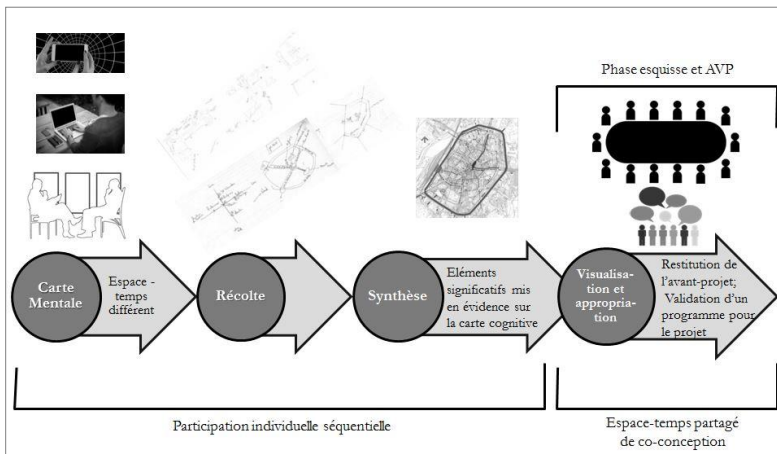 Phase esquisse et AVP
Carte
Mentale
Espace -
temps
différent
Récolte
Synthèse
Eléments
significatifs mis
en évidence sur
la carte cognitive
Visualisa-
tion et
appropria-
tion
Restitution de
l'avant-projet;
Validation d'un
programme pour
le projet
Participation individuelle séquentielle
Espace-temps partagé
de co-conception